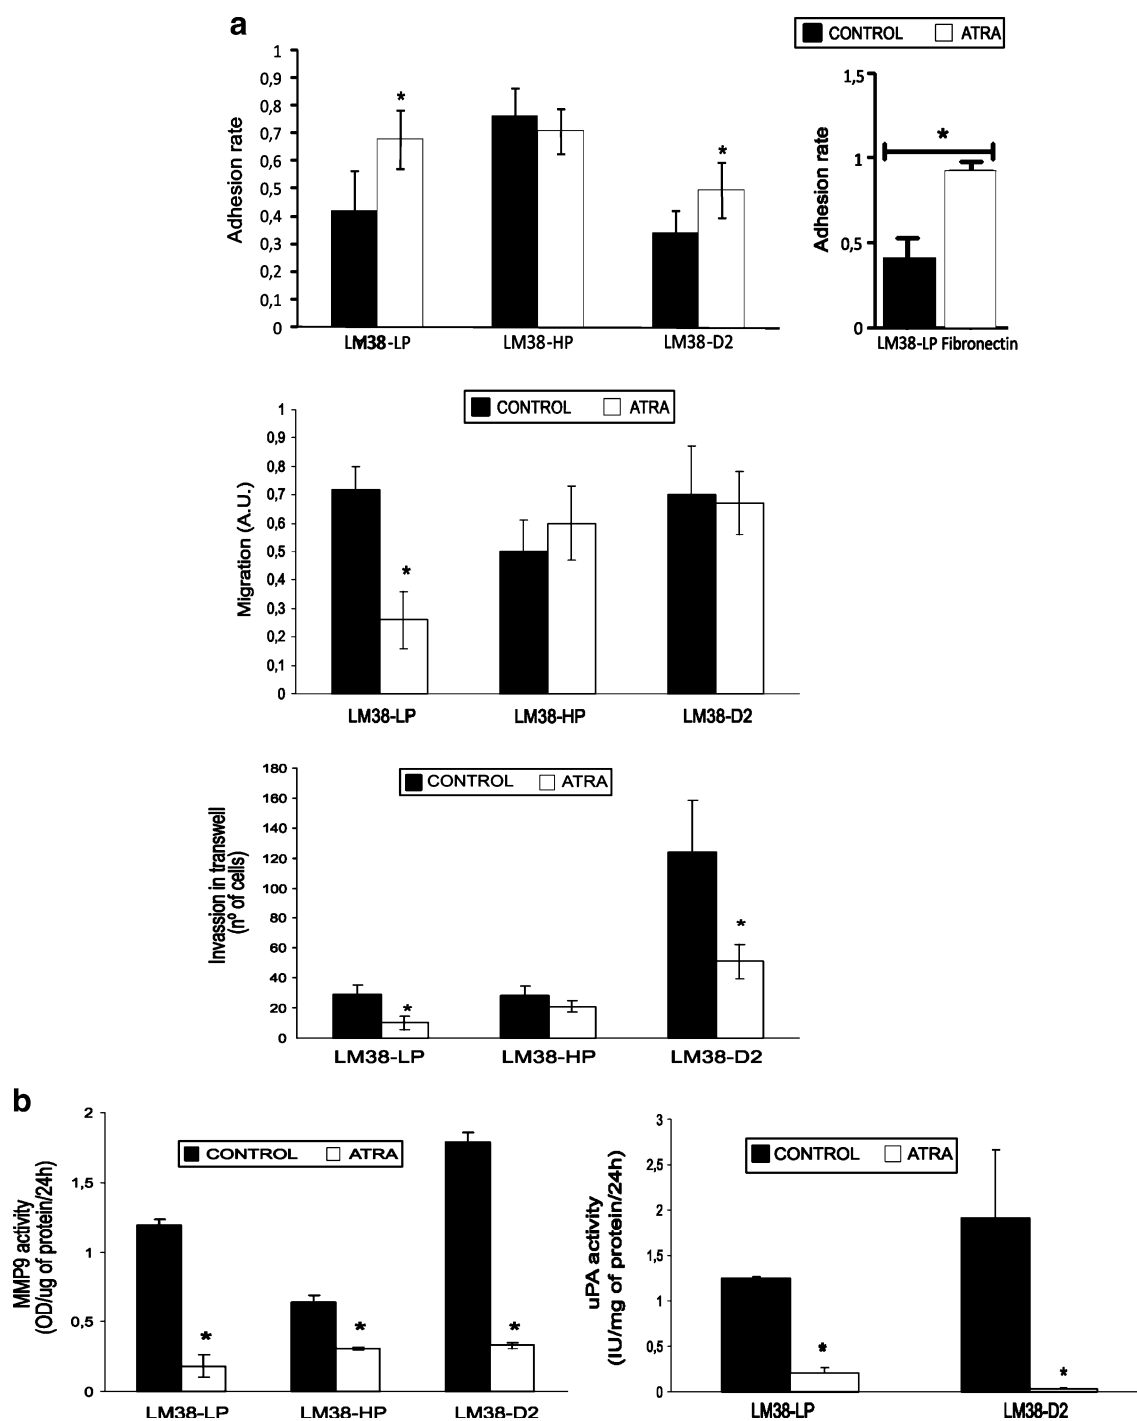 a
CONTROL ATRA
Adhesion rate
1
0,9
0,8
0,7
0,6
0,5
0,4
0,3
0,2
0,1
0
*
*
LM38-LP LM38-HP LM38-D2
Adhesion rate
1,5
1
0,5
0
*
LM38-LP Fibronectin
CONTROL ATRA
Migration (A.U.)
1
0,9
0,8
0,7
0,6
0,5
0,4
0,3
0,2
0,1
0
*
LM38-LP LM38-HP LM38-D2
CONTROL ATRA
Invassion in transwell
(nº of cells)
180
160
140
120
100
80
60
40
20
0
*
*
LM38-LP LM38-HP LM38-D2
b
CONTROL ATRA
MMP9 activity
(OD/ug of protein/24h)
2
1,5
1
0,5
0
*
*
*
LM38-LP LM38-HP LM38-D2
CONTROL ATRA
uPA activity
(IU/mg of protein/24h)
3
2,5
2
1,5
1
0,5
0
*
*
LM38-LP LM38-D2